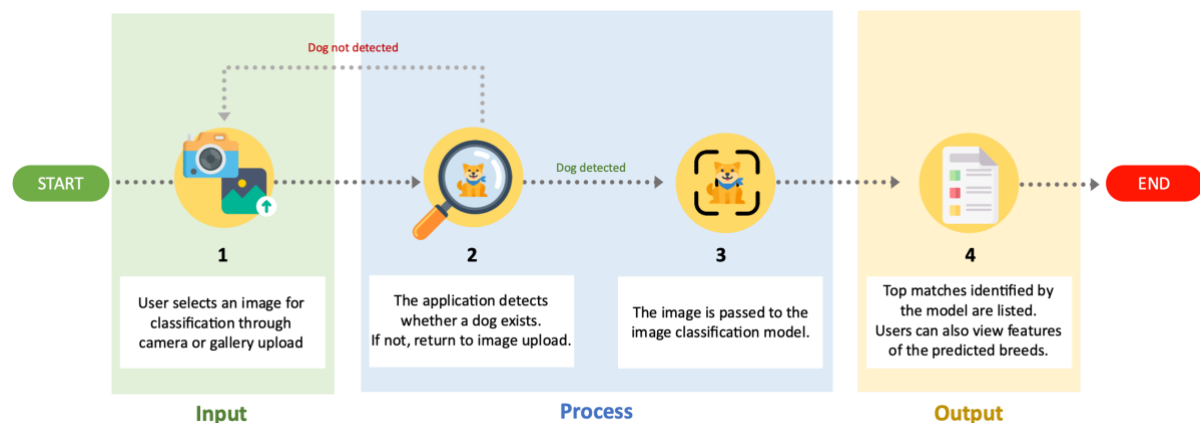 Dog not detected
START
Dog detected
END
1
2
3
4
User selects an image for
classification through
camera or gallery upload
The application detects
whether a dog exists.
If not, return to image upload.
The image is passed to the
image classification model.
Top matches identified by
the model are listed.
Users can also view features
of the predicted breeds.
Input
Process
Output